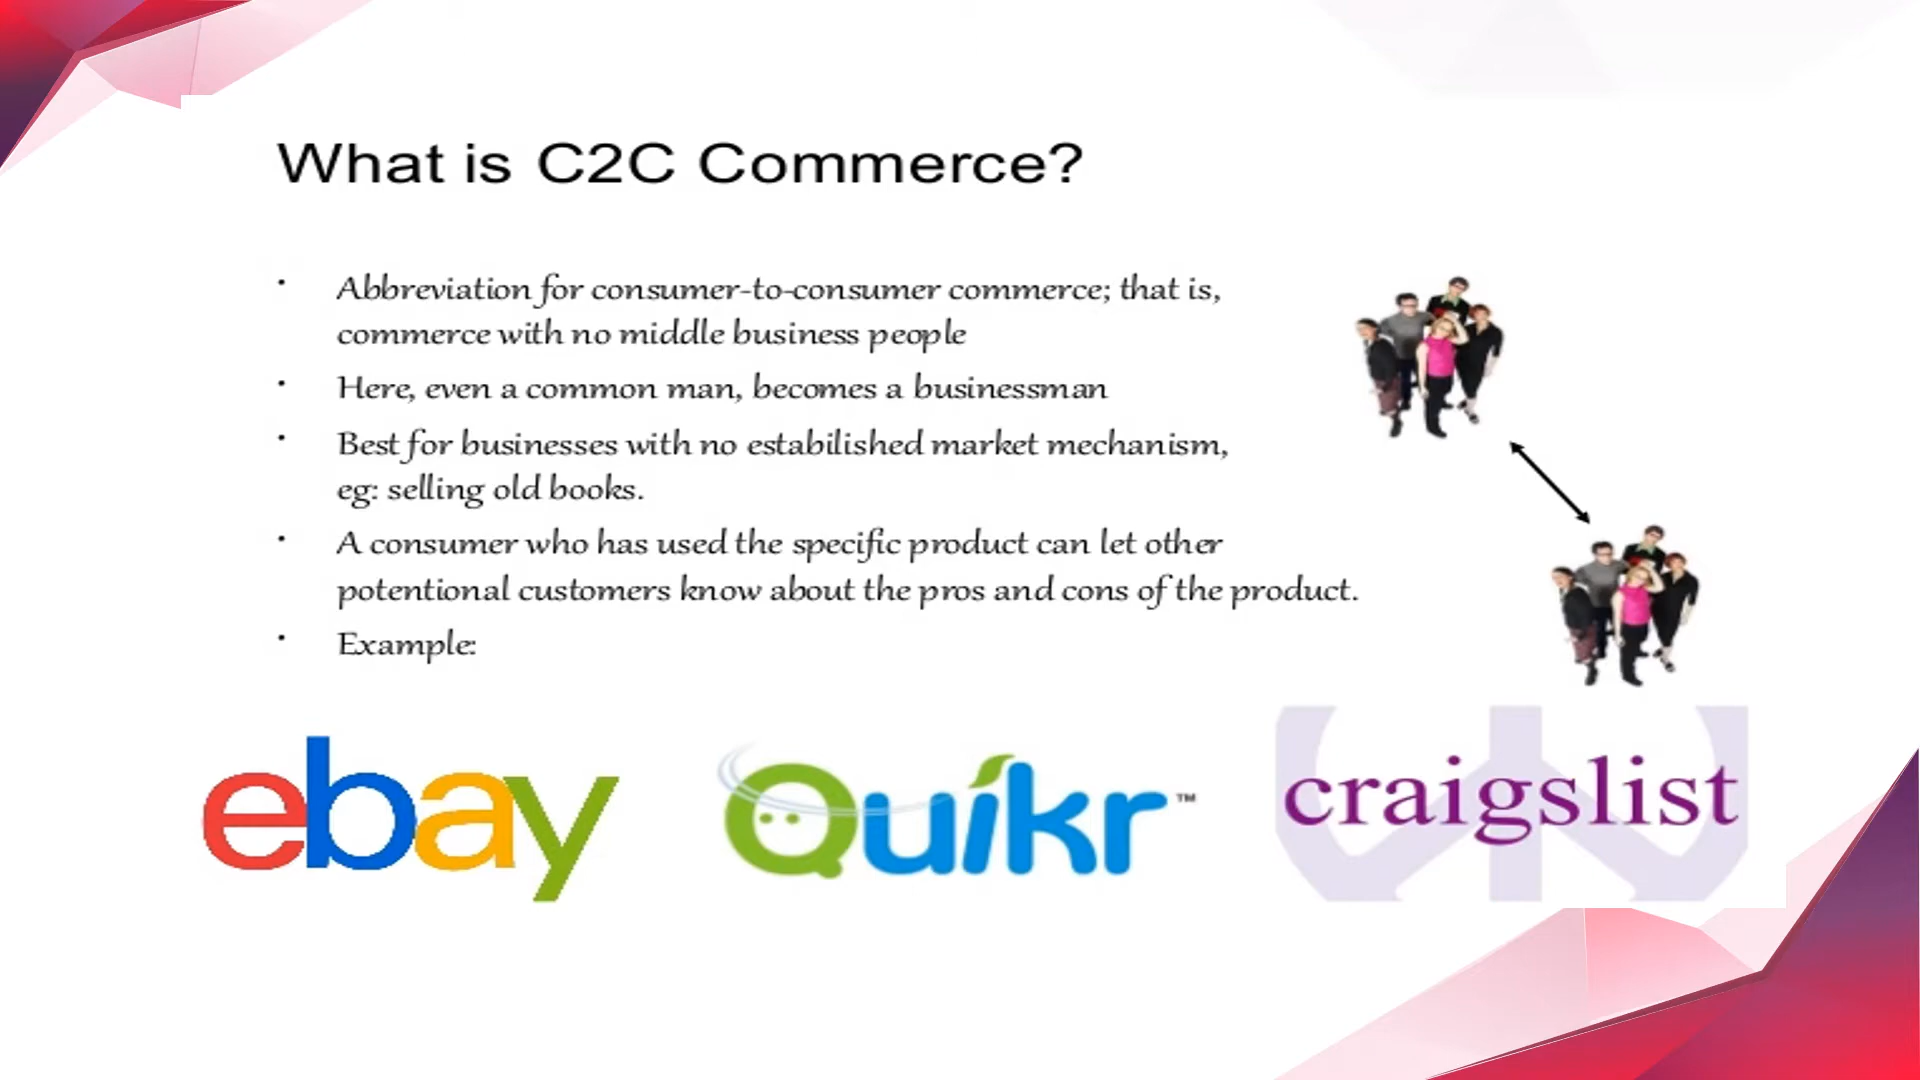 What is C2C Commerce?
• Abbreviation for consumer-to-consumer commerce; that is,
commerce with no middle business people
• Here, even a common man, becomes a businessman
• Best for businesses with no estabilished market mechanism,
eg: selling old books.
• A consumer who has used the specific product can let other
potentional customers know about the pros and cons of the product.
• Example:
ebay
Quikr™
craigslist